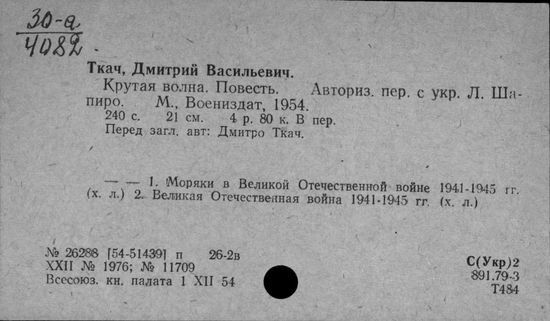 30-а
4082
Ткач, Дмитрий Васильевич.
Крутая волна. Повесть. Авториз. пер. с укр. Л. Ша-
пиро. М., Воениздат, 1954.
240 с. 21 см. 4 р. 80 к. В пер.
Перед загл. авт: Дмитро Ткач.
— — 1. Моряки в Великой Отечественной войне 1941-1945 гг.
(х. л.) 2. Великая Отечественная война 1941-1945 гг. (х. л.)
№ 26288 [54-51439] п 26-2в
XXII № 1976; № 11709
Всесоюз. кн. палата 1 XII 54
С(Укр)2
891.79-3
Т484